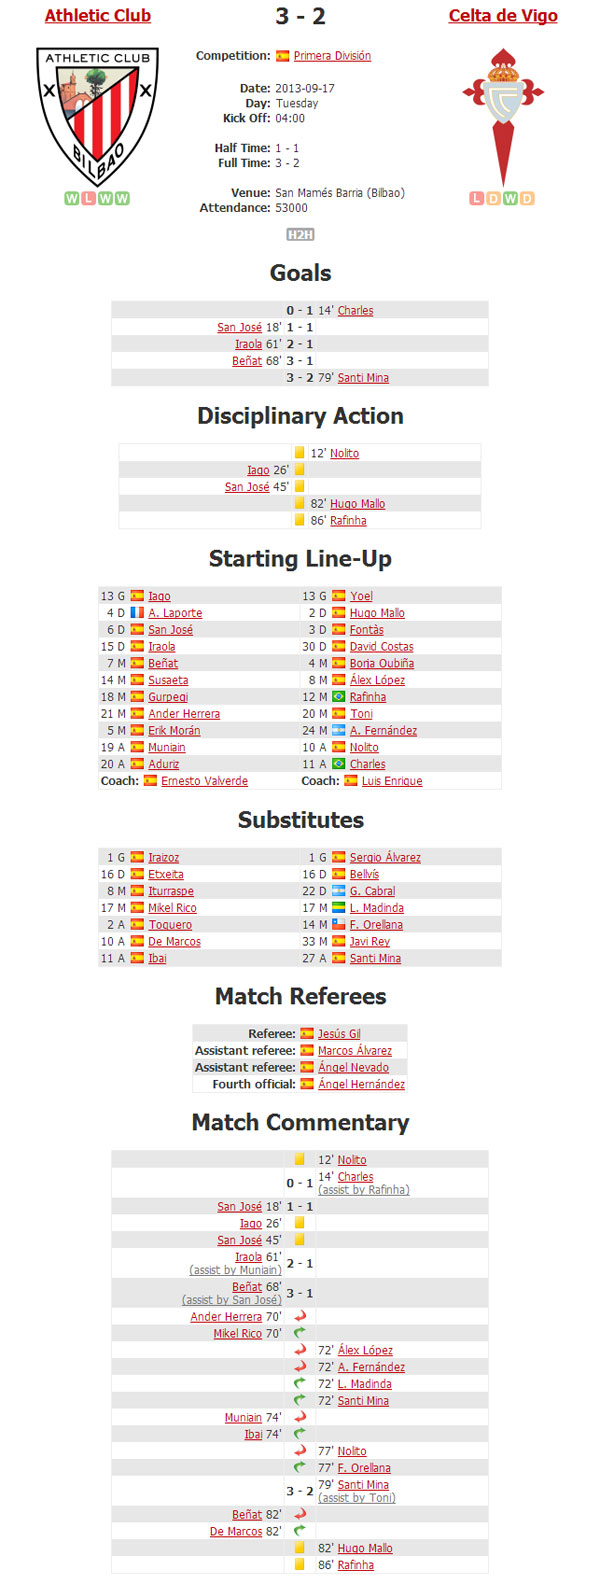 Athletic Club 3 - 2 Celta de Vigo
ATHLETIC CLUB
BILBAO
Competition: Primera División
Date: 2013-09-17
Day: Tuesday
Kick Off: 04:00
Half Time: 1 - 1
Full Time: 3 - 2
Venue: San Mamés Barria (Bilbao)
Attendance: 53000
W L W W
L D W D
H2H
Goals
0 - 1 14' Charles
San José 18' 1 - 1
Iraola 61' 2 - 1
Beñat 68' 3 - 1
3 - 2 79' Santi Mina
Disciplinary Action
12' Nolito
Iago 26'
San José 45'
82' Hugo Mallo
86' Rafinha
Starting Line-Up
13 G Iago 13 G Yoel
4 D A. Laporte 2 D Hugo Mallo
6 D San José 3 D Fontàs
15 D Iraola 30 D David Costas
7 M Beñat 4 M Borja Oubiña
14 M Susaeta 8 M Álex López
18 M Gurpegi 12 M Rafinha
21 M Ander Herrera 20 M Toni
5 M Erik Morán 24 M A. Fernández
19 A Muniain 10 A Nolito
20 A Aduriz 11 A Charles
Coach: Ernesto Valverde Coach: Luis Enrique
Substitutes
1 G Iraizoz 1 G Sergio Álvarez
16 D Etxeita 16 D Bellvís
8 M Iturraspe 22 D G. Cabral
17 M Mikel Rico 17 M L. Madinda
2 A Toquero 14 M F. Orellana
10 A De Marcos 33 M Javi Rey
11 A Ibai 27 A Santi Mina
Match Referees
Referee: Jesús Gil
Assistant referee: Marcos Álvarez
Assistant referee: Ángel Nevado
Fourth official: Ángel Hernández
Match Commentary
12' Nolito
0 - 1 14' Charles
(assist by Rafinha)
San José 18' 1 - 1
Iago 26'
San José 45'
Iraola 61' 2 - 1
(assist by Muniain)
Beñat 68' 3 - 1
(assist by San José)
Ander Herrera 70'
Mikel Rico 70'
72' Álex López
72' A. Fernández
72' L. Madinda
72' Santi Mina
Muniain 74'
Ibai 74'
77' Nolito
77' F. Orellana
3 - 2 79' Santi Mina
(assist by Toni)
Beñat 82'
De Marcos 82'
82' Hugo Mallo
86' Rafinha